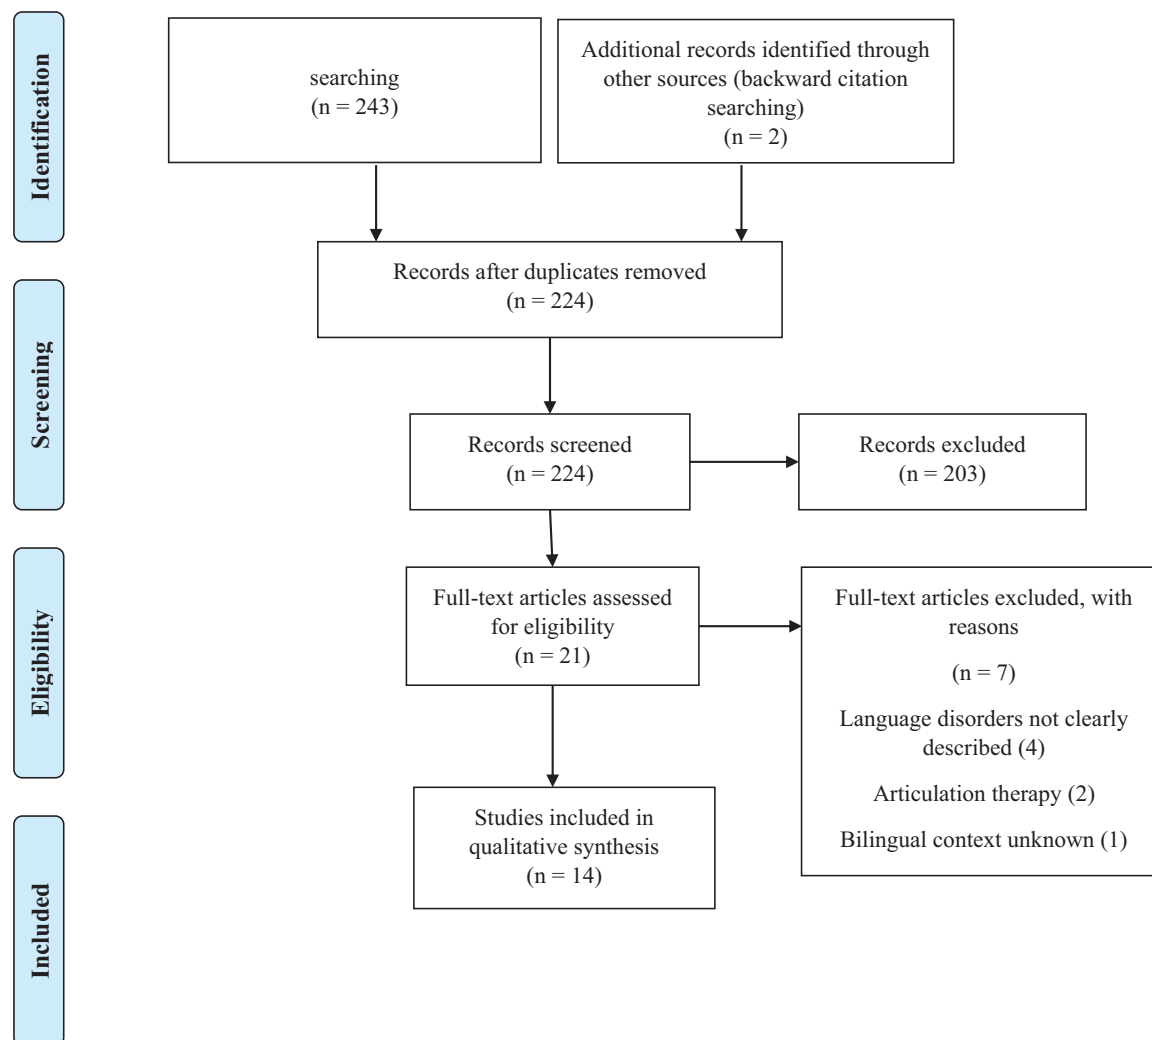 Identification
searching
(n = 243)
Additional records identified through
other sources (backward citation
searching)
(n = 2)
Records after duplicates removed
(n = 224)
Screening
Records screened
(n = 224)
Records excluded
(n = 203)
Eligibility
Full-text articles assessed
for eligibility
(n = 21)
Full-text articles excluded, with
reasons
(n = 7)
Language disorders not clearly
described (4)
Articulation therapy (2)
Bilingual context unknown (1)
Included
Studies included in
qualitative synthesis
(n = 14)